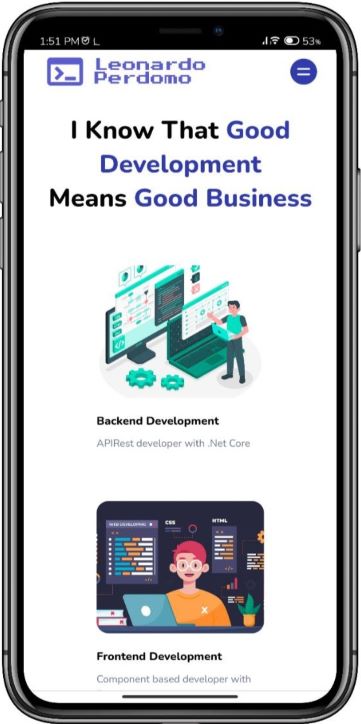 1:51 PM L 53%
Leonardo
Perdomo
I Know That Good
Development
Means Good Business
Backend Development
APIRest developer with .Net Core
WEB DEVELOPING
CSS
HTML
Frontend Development
Component based developer with